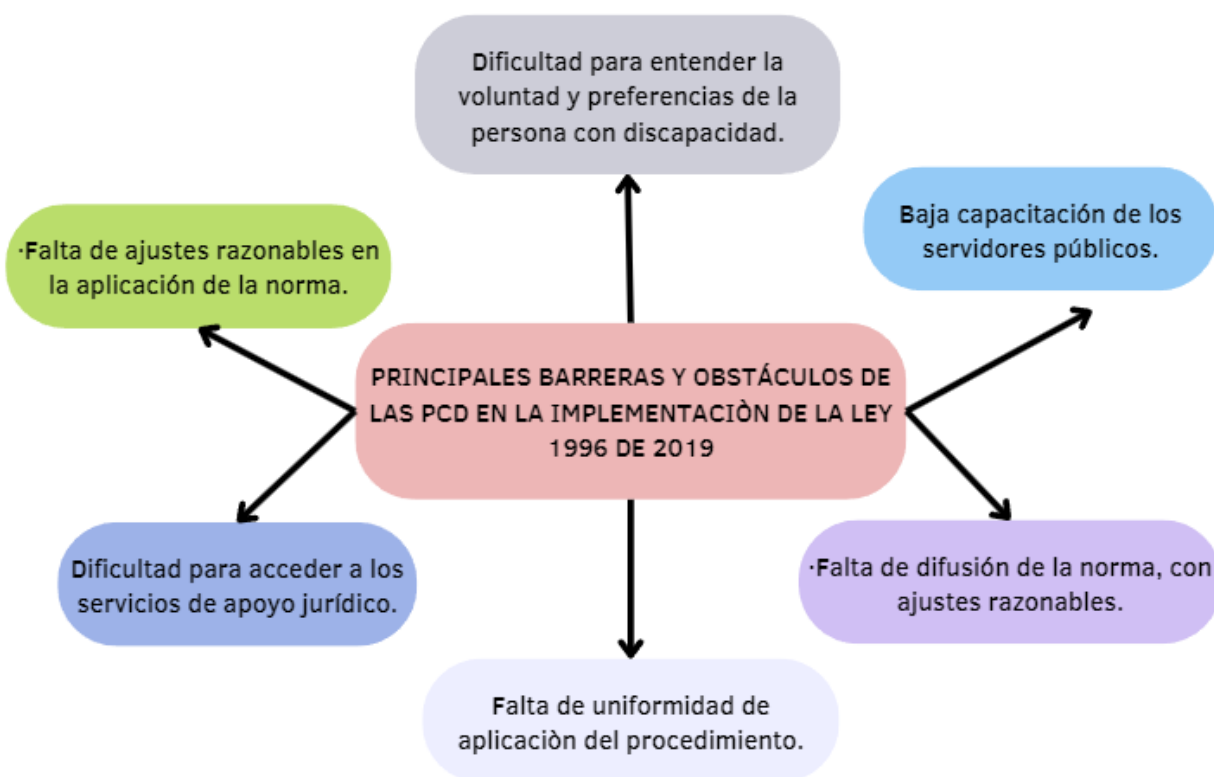 Dificultad para entender la
voluntad y preferencias de la
persona con discapacidad.
Baja capacitación de los
servidores públicos.
·Falta de ajustes razonables en
la aplicación de la norma.
PRINCIPALES BARRERAS Y OBSTÁCULOS DE
LAS PCD EN LA IMPLEMENTACIÒN DE LA LEY
1996 DE 2019
Dificultad para acceder a los
servicios de apoyo jurídico.
·Falta de difusión de la norma, con
ajustes razonables.
Falta de uniformidad de
aplicaciòn del procedimiento.